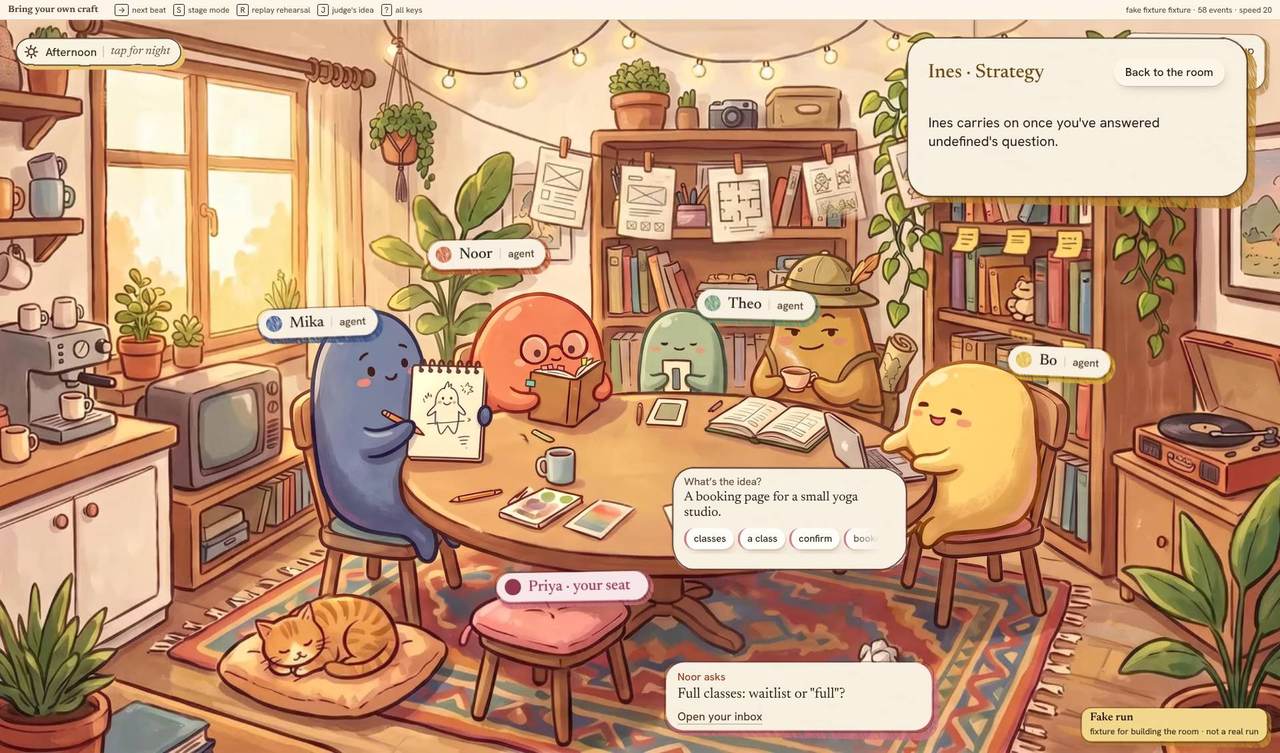 Bring your own craft
→ next beat S stage mode R replay rehearsal J judge's idea ? all keys
fake fixture fixture · 58 events · speed 20
Afternoon tap for night
Ines · Strategy
Back to the room
Ines carries on once you've answered
undefined's question.
Noor agent
Theo agent
Mika agent
Bo agent
What's the idea?
A booking page for a small yoga
studio.
classes a class confirm book
Priya · your seat
Noor asks
Full classes: waitlist or "full"?
Open your inbox
Fake run
fixture for building the room · not a real run